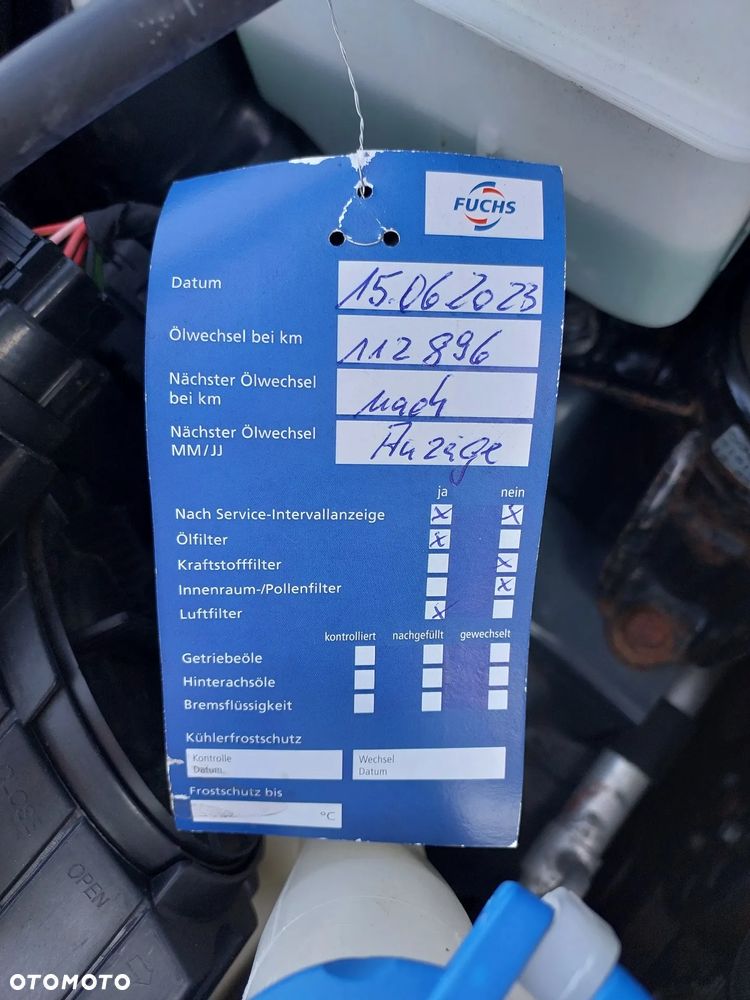 FUCHS
Datum 15.06 2023
Ölwechsel bei km 112 896
Nächster Ölwechsel
bei km nach
Nächster Ölwechsel
MM/JJ Anzeige
ja nein
Nach Service-Intervallanzeige x x
Ölfilter x
Kraftstofffilter x
Innenraum-/Pollenfilter x
Luftfilter x
kontrolliert nachgefüllt gewechselt
Getriebeöle
Hinterachsöle
Bremsflüssigkeit
Kühlerfrostschutz
Kontrolle
Datum
Wechsel
Datum
Frostschutz bis
°C
CLOSE
OPEN
OTOMOTO